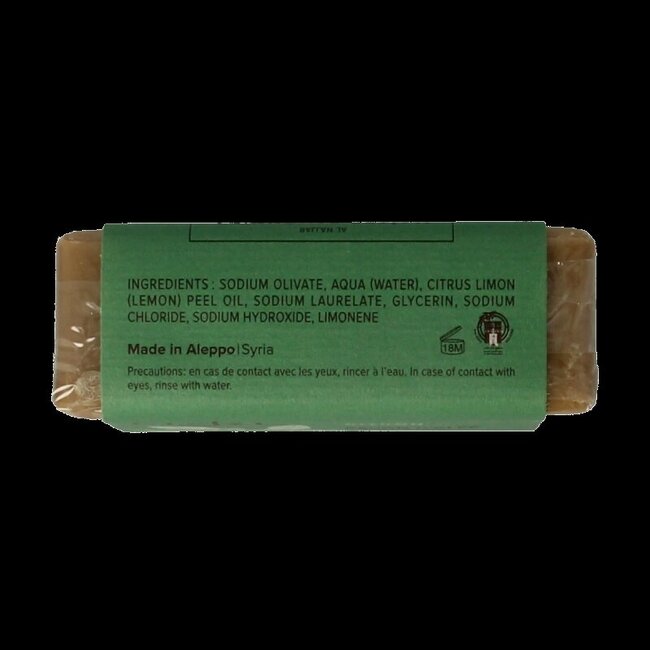 AL NAJJAR
INGREDIENTS : SODIUM OLIVATE, AQUA (WATER), CITRUS LIMON
(LEMON) PEEL OIL, SODIUM LAURELATE, GLYCERIN, SODIUM
CHLORIDE, SODIUM HYDROXIDE, LIMONENE
Made in Aleppo|Syria
18M
Precautions: en cas de contact avec les yeux, rincer à l'eau. In case of contact with
eyes, rinse with water.